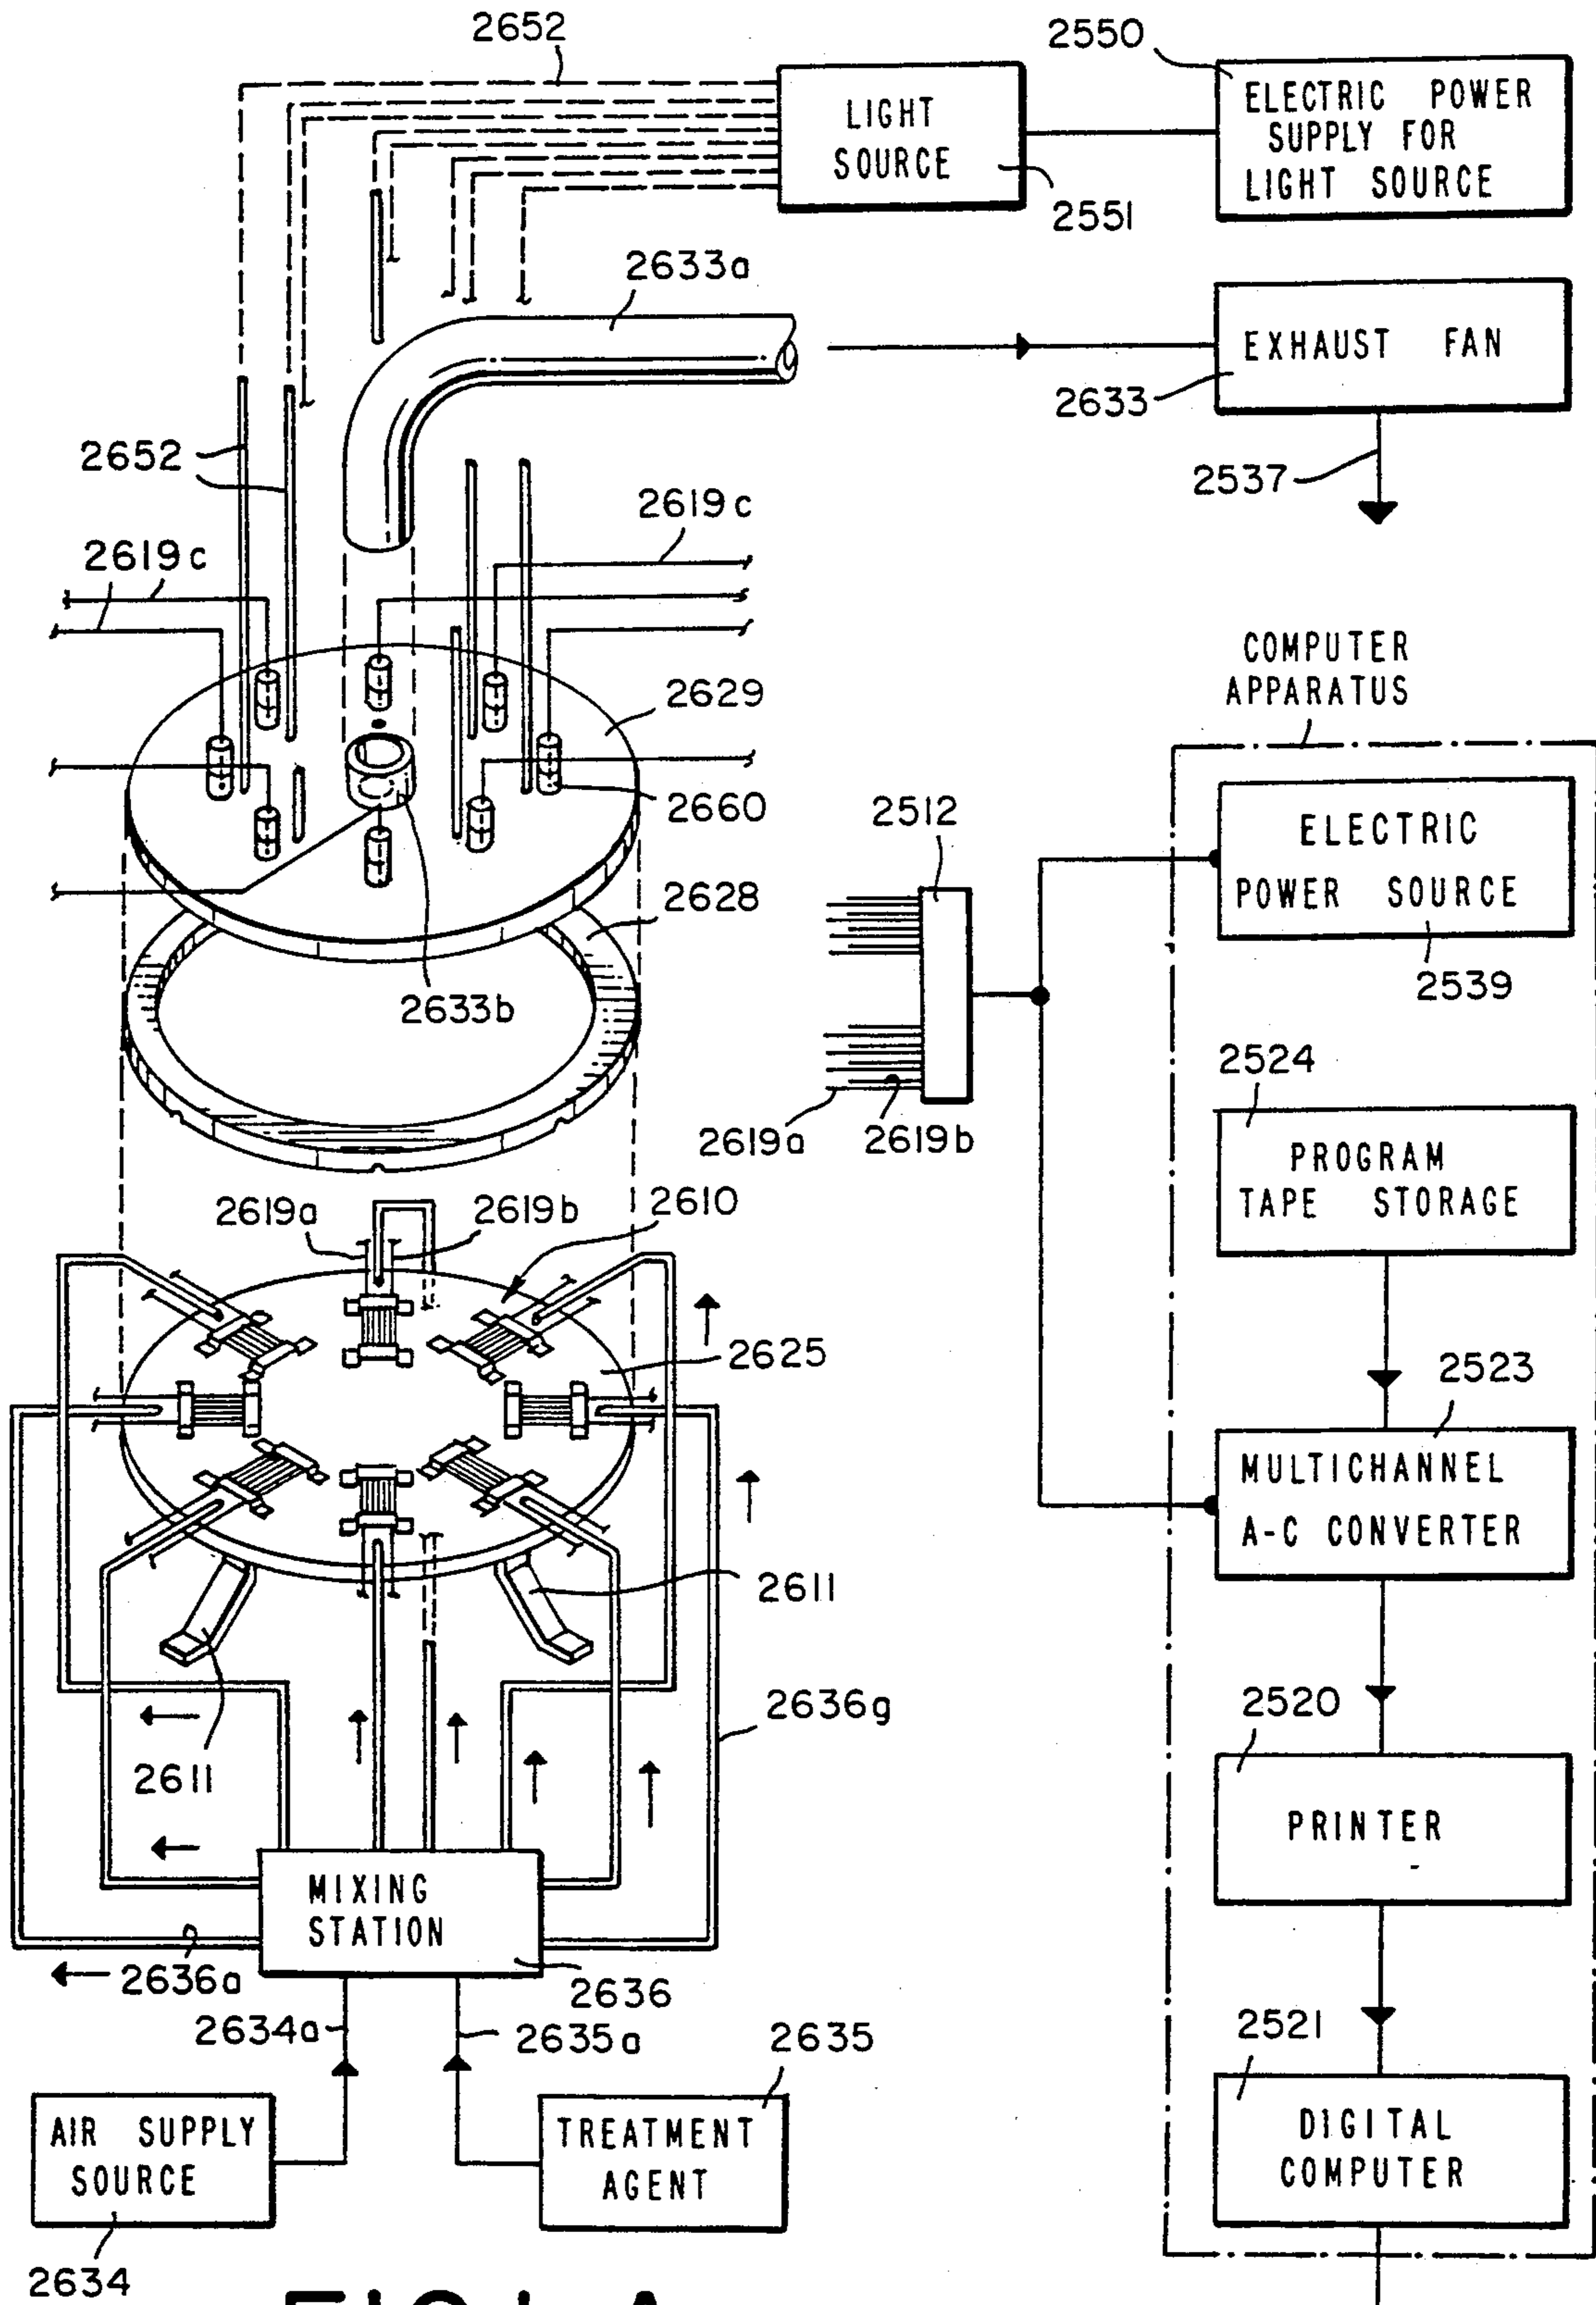 2652
2550
LIGHT
SOURCE
2551
ELECTRIC POWER
SUPPLY FOR
LIGHT SOURCE
2633a
EXHAUST FAN
2633
2537
2652
2619c
2619c
2629
2660
2628
2633b
COMPUTER
APPARATUS
2512
2619a
2619b
ELECTRIC
POWER SOURCE
2539
2524
PROGRAM
TAPE STORAGE
2523
MULTICHANNEL
A-C CONVERTER
2520
PRINTER
2521
DIGITAL
COMPUTER
2619a
2619b
2610
2625
2611
2611
2636g
MIXING
STATION
2636a
2636
2634a
2635a
2635
AIR SUPPLY
SOURCE
2634
TREATMENT
AGENT